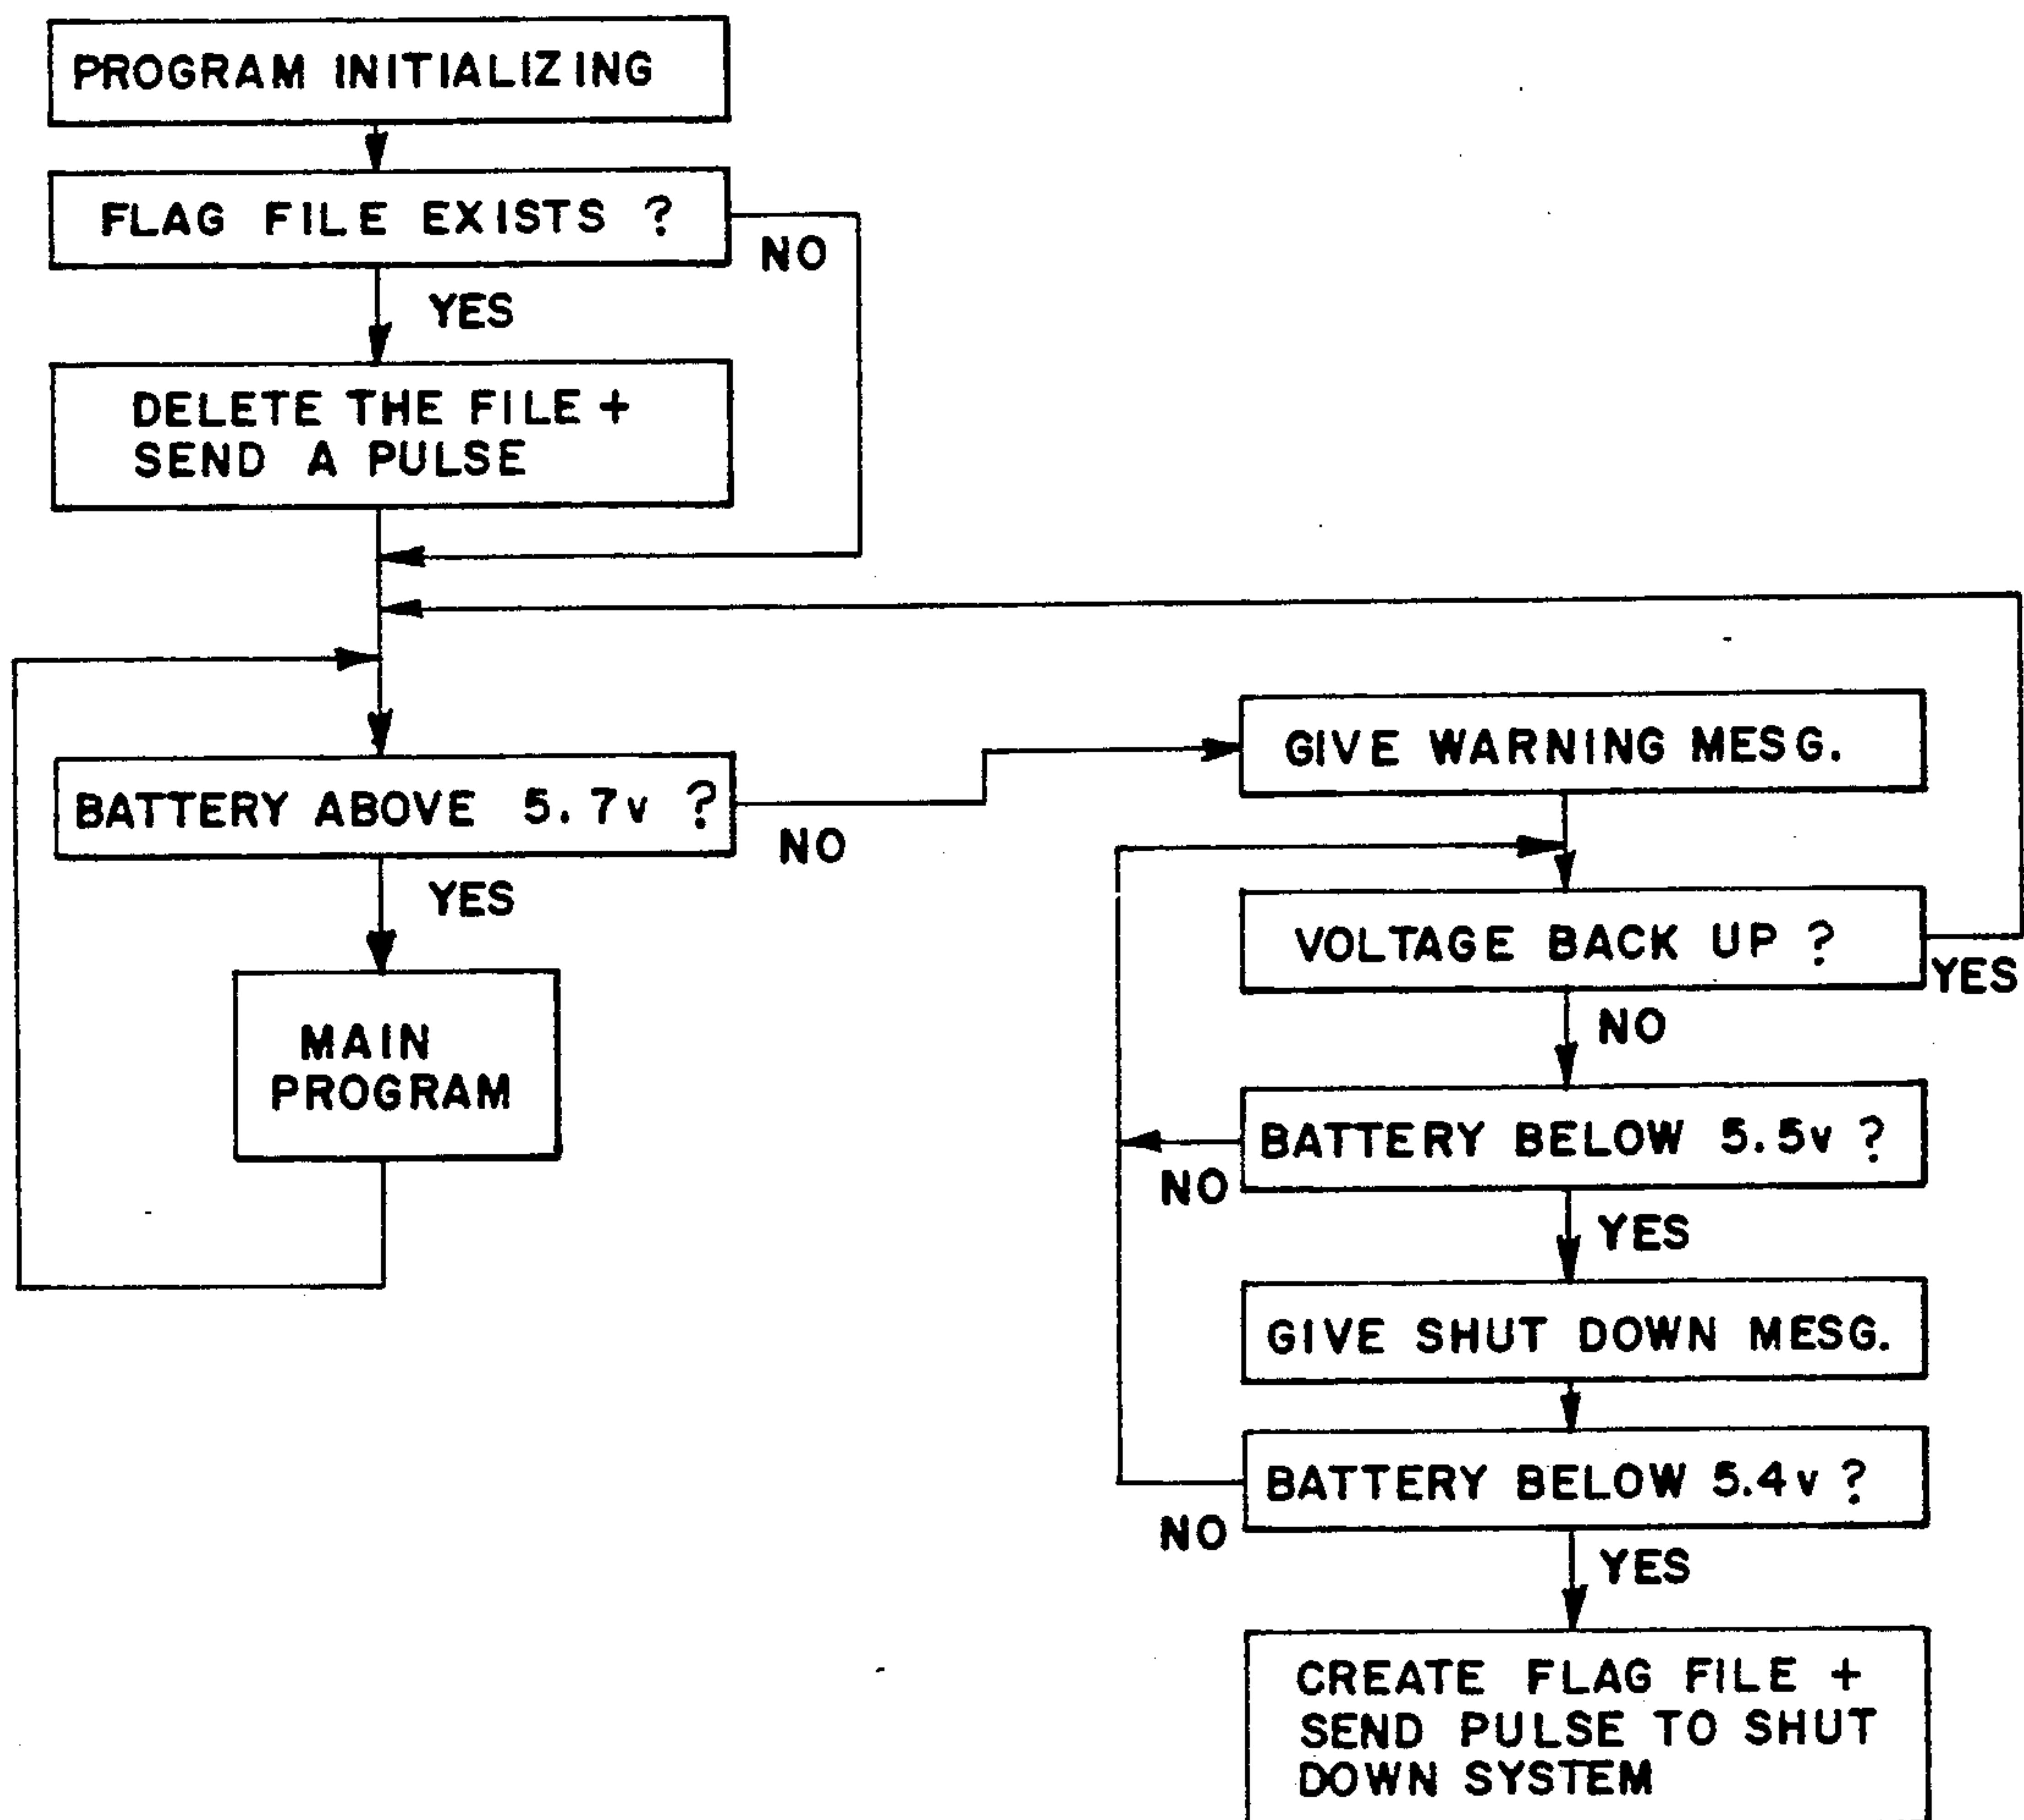 PROGRAM INITIALIZING
FLAG FILE EXISTS ?
NO
YES
DELETE THE FILE +
SEND A PULSE
BATTERY ABOVE 5.7v ?
NO
YES
MAIN
PROGRAM
GIVE WARNING MESG.
VOLTAGE BACK UP ?
YES
NO
BATTERY BELOW 5.5v ?
NO
YES
GIVE SHUT DOWN MESG.
BATTERY BELOW 5.4v ?
NO
YES
CREATE FLAG FILE +
SEND PULSE TO SHUT
DOWN SYSTEM